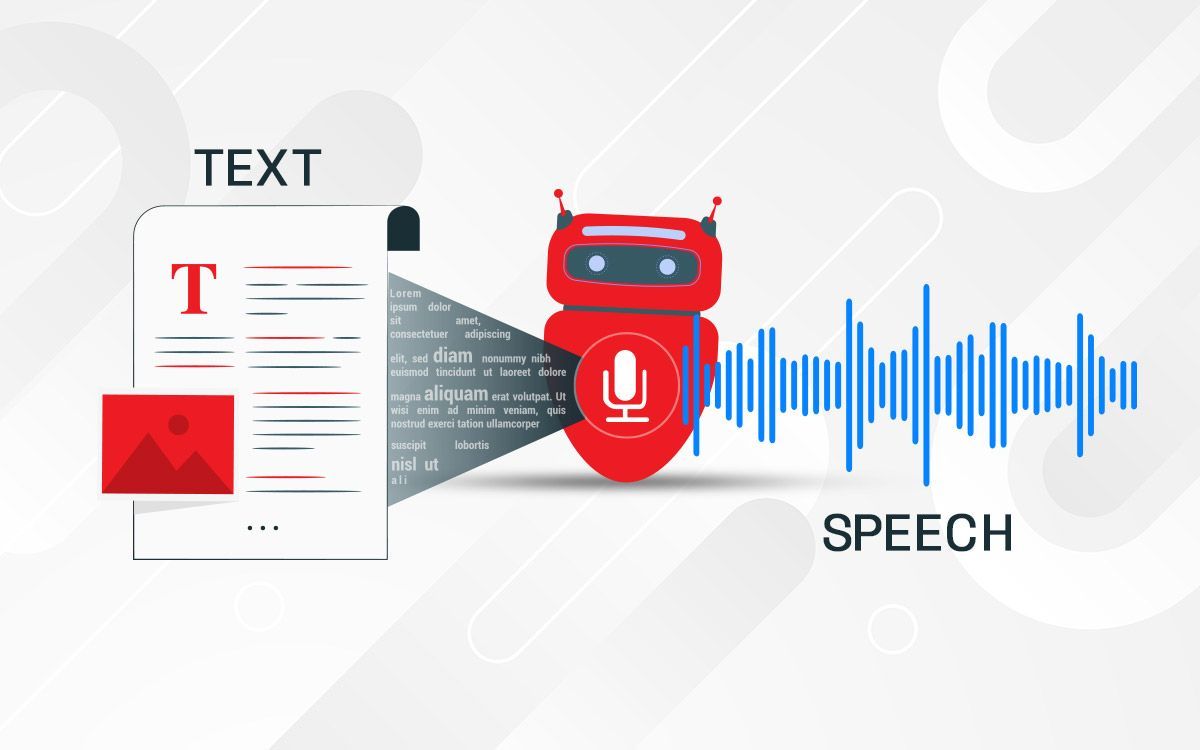 TEXT
T
Lorem
ipsum dolor
sit amet,
consectetuer adipiscing
elit, sed diam nonummy nibh
euismod tincidunt ut laoreet dolore
magna aliquam erat volutpat. Ut
wisi enim ad minim veniam, quis
nostrud exerci tation ullamcorper
suscipit lobortis
nisl ut
ali
SPEECH